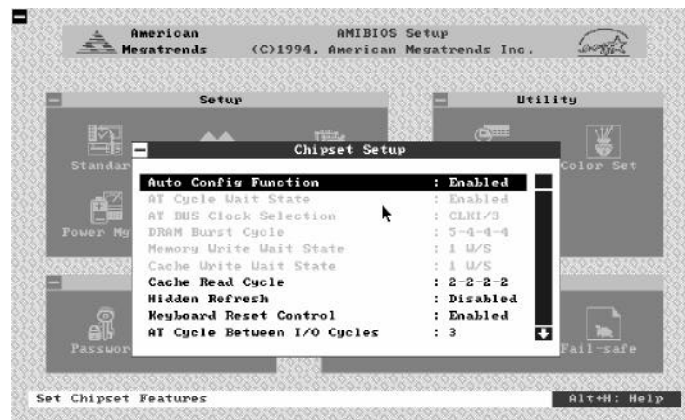 American Megatrends
AMIBIOS Setup
(C)1994, American Megatrends Inc.
Setup
Utility
Standar
Color Set
Power Mg
Passwor
Fail-safe
Chipset Setup
Auto Config Function : Enabled
AT Cycle Wait State : Enabled
AT BUS Clock Selection : CLKI/3
DRAM Burst Cycle : 5-4-4-4
Memory Write Wait State : 1 W/S
Cache Write Wait State : 1 W/S
Cache Read Cycle : 2-2-2-2
Hidden Refresh : Disabled
Keyboard Reset Control : Enabled
AT Cycle Between I/O Cycles : 3
Set Chipset Features
Alt+H: Help